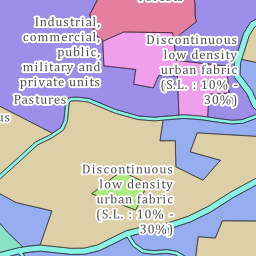 Forests
Industrial,
commercial,
public,
military and
private units
Discontinuous
low density
urban fabric
(S.L. : 10% -
30%)
Pastures
Discontinuous
low density
urban fabric
(S.L. : 10% -
30%)